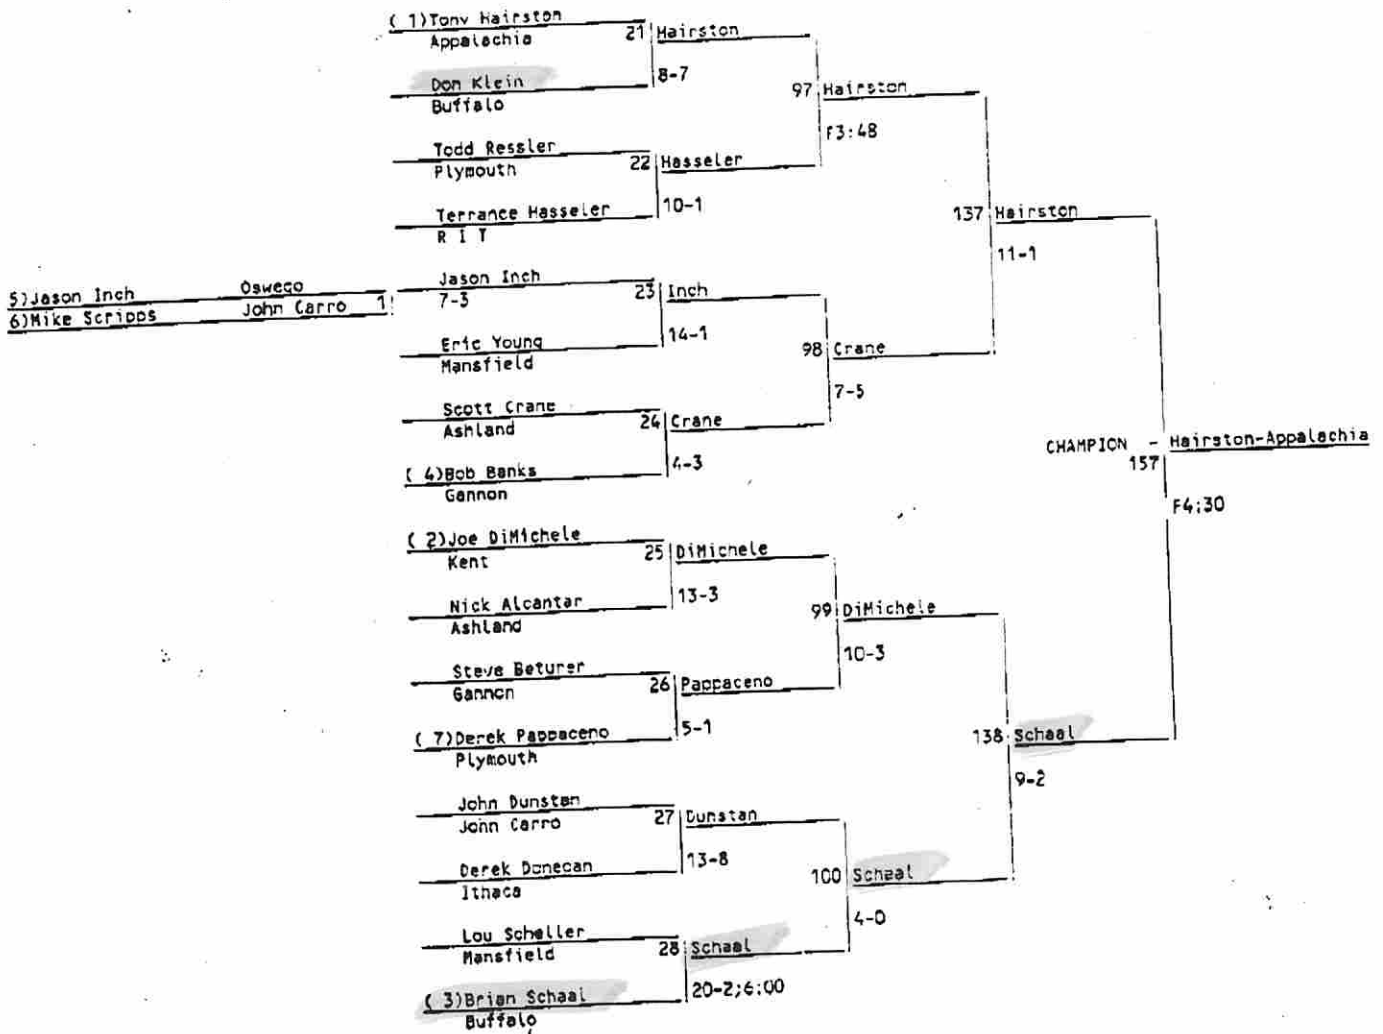 ( 1)Tony Hairston
Appalachia
21 Hairston
8-7
Don Klein
Buffalo
97 Hairston
F3:48
Todd Ressler
Plymouth
22 Hasseler
10-1
Terrance Hasseler
R I T
137 Hairston
11-1
5)Jason Inch Oswego
6)Mike Scripps John Carro 1
Jason Inch
7-3
23 Inch
14-1
Eric Young
Mansfield
98 Crane
7-5
Scott Crane
Ashland
24 Crane
4-3
( 4)Bob Banks
Gannon
CHAMPION - Hairston-Appalachia
157
F4:30
( 2)Joe DiMichele
Kent
25 DiMichele
13-3
Nick Alcantar
Ashland
99 DiMichele
10-3
Steve Beturer
Gannon
26 Pappaceno
5-1
( 7)Derek Pappaceno
Plymouth
138 Schaal
9-2
John Dunstan
John Carro
27 Dunstan
13-8
Derek Donegan
Ithaca
100 Schaal
4-0
Lou Scheller
Mansfield
28 Schaal
20-2;6:00
( 3)Brian Schaal
Buffalo